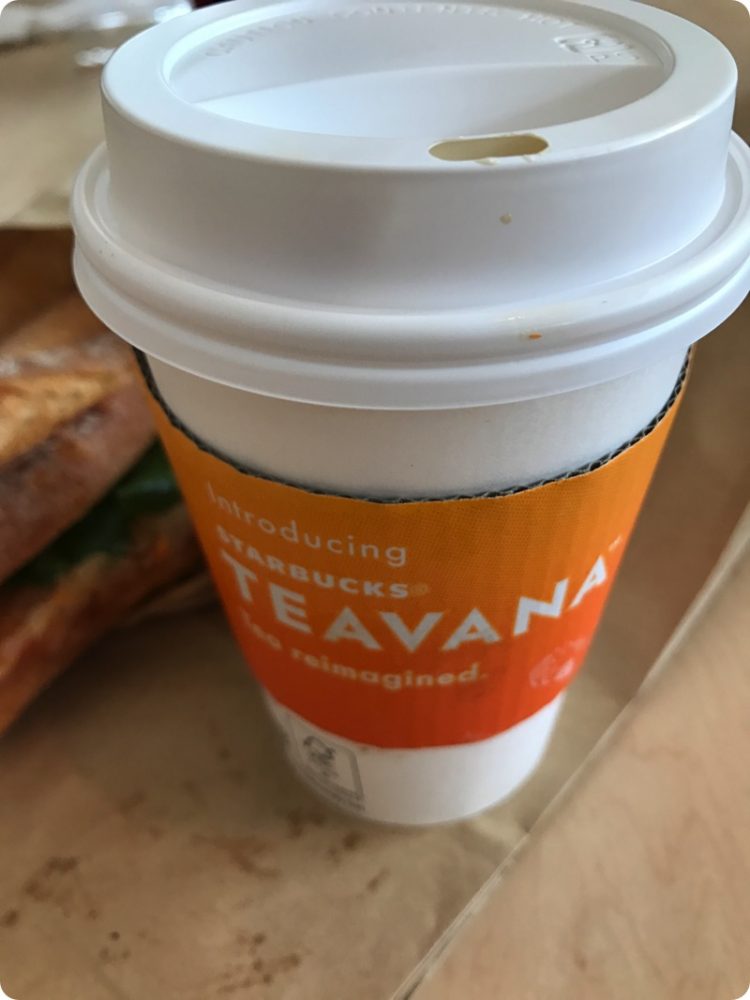 Introducing
STARBUCKS®
TEAVANA™
Tea reimagined.